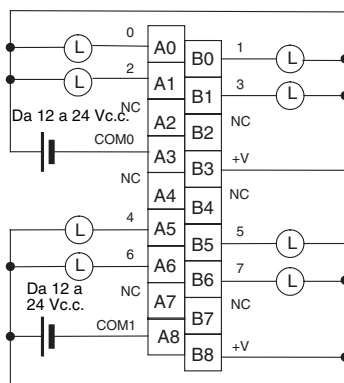 0 A0 B0 1
L L
2 A1 B1 3
L L
NC A2 B2 NC
Da 12 a 24 Vc.c.
COM0 A3 B3 +V
NC A4 B4 NC
4 A5 B5 5
L L
6 A6 B6 7
L L
Da 12 a
24 Vc.c.
NC A7 B7 NC
COM1 A8 B8 +V